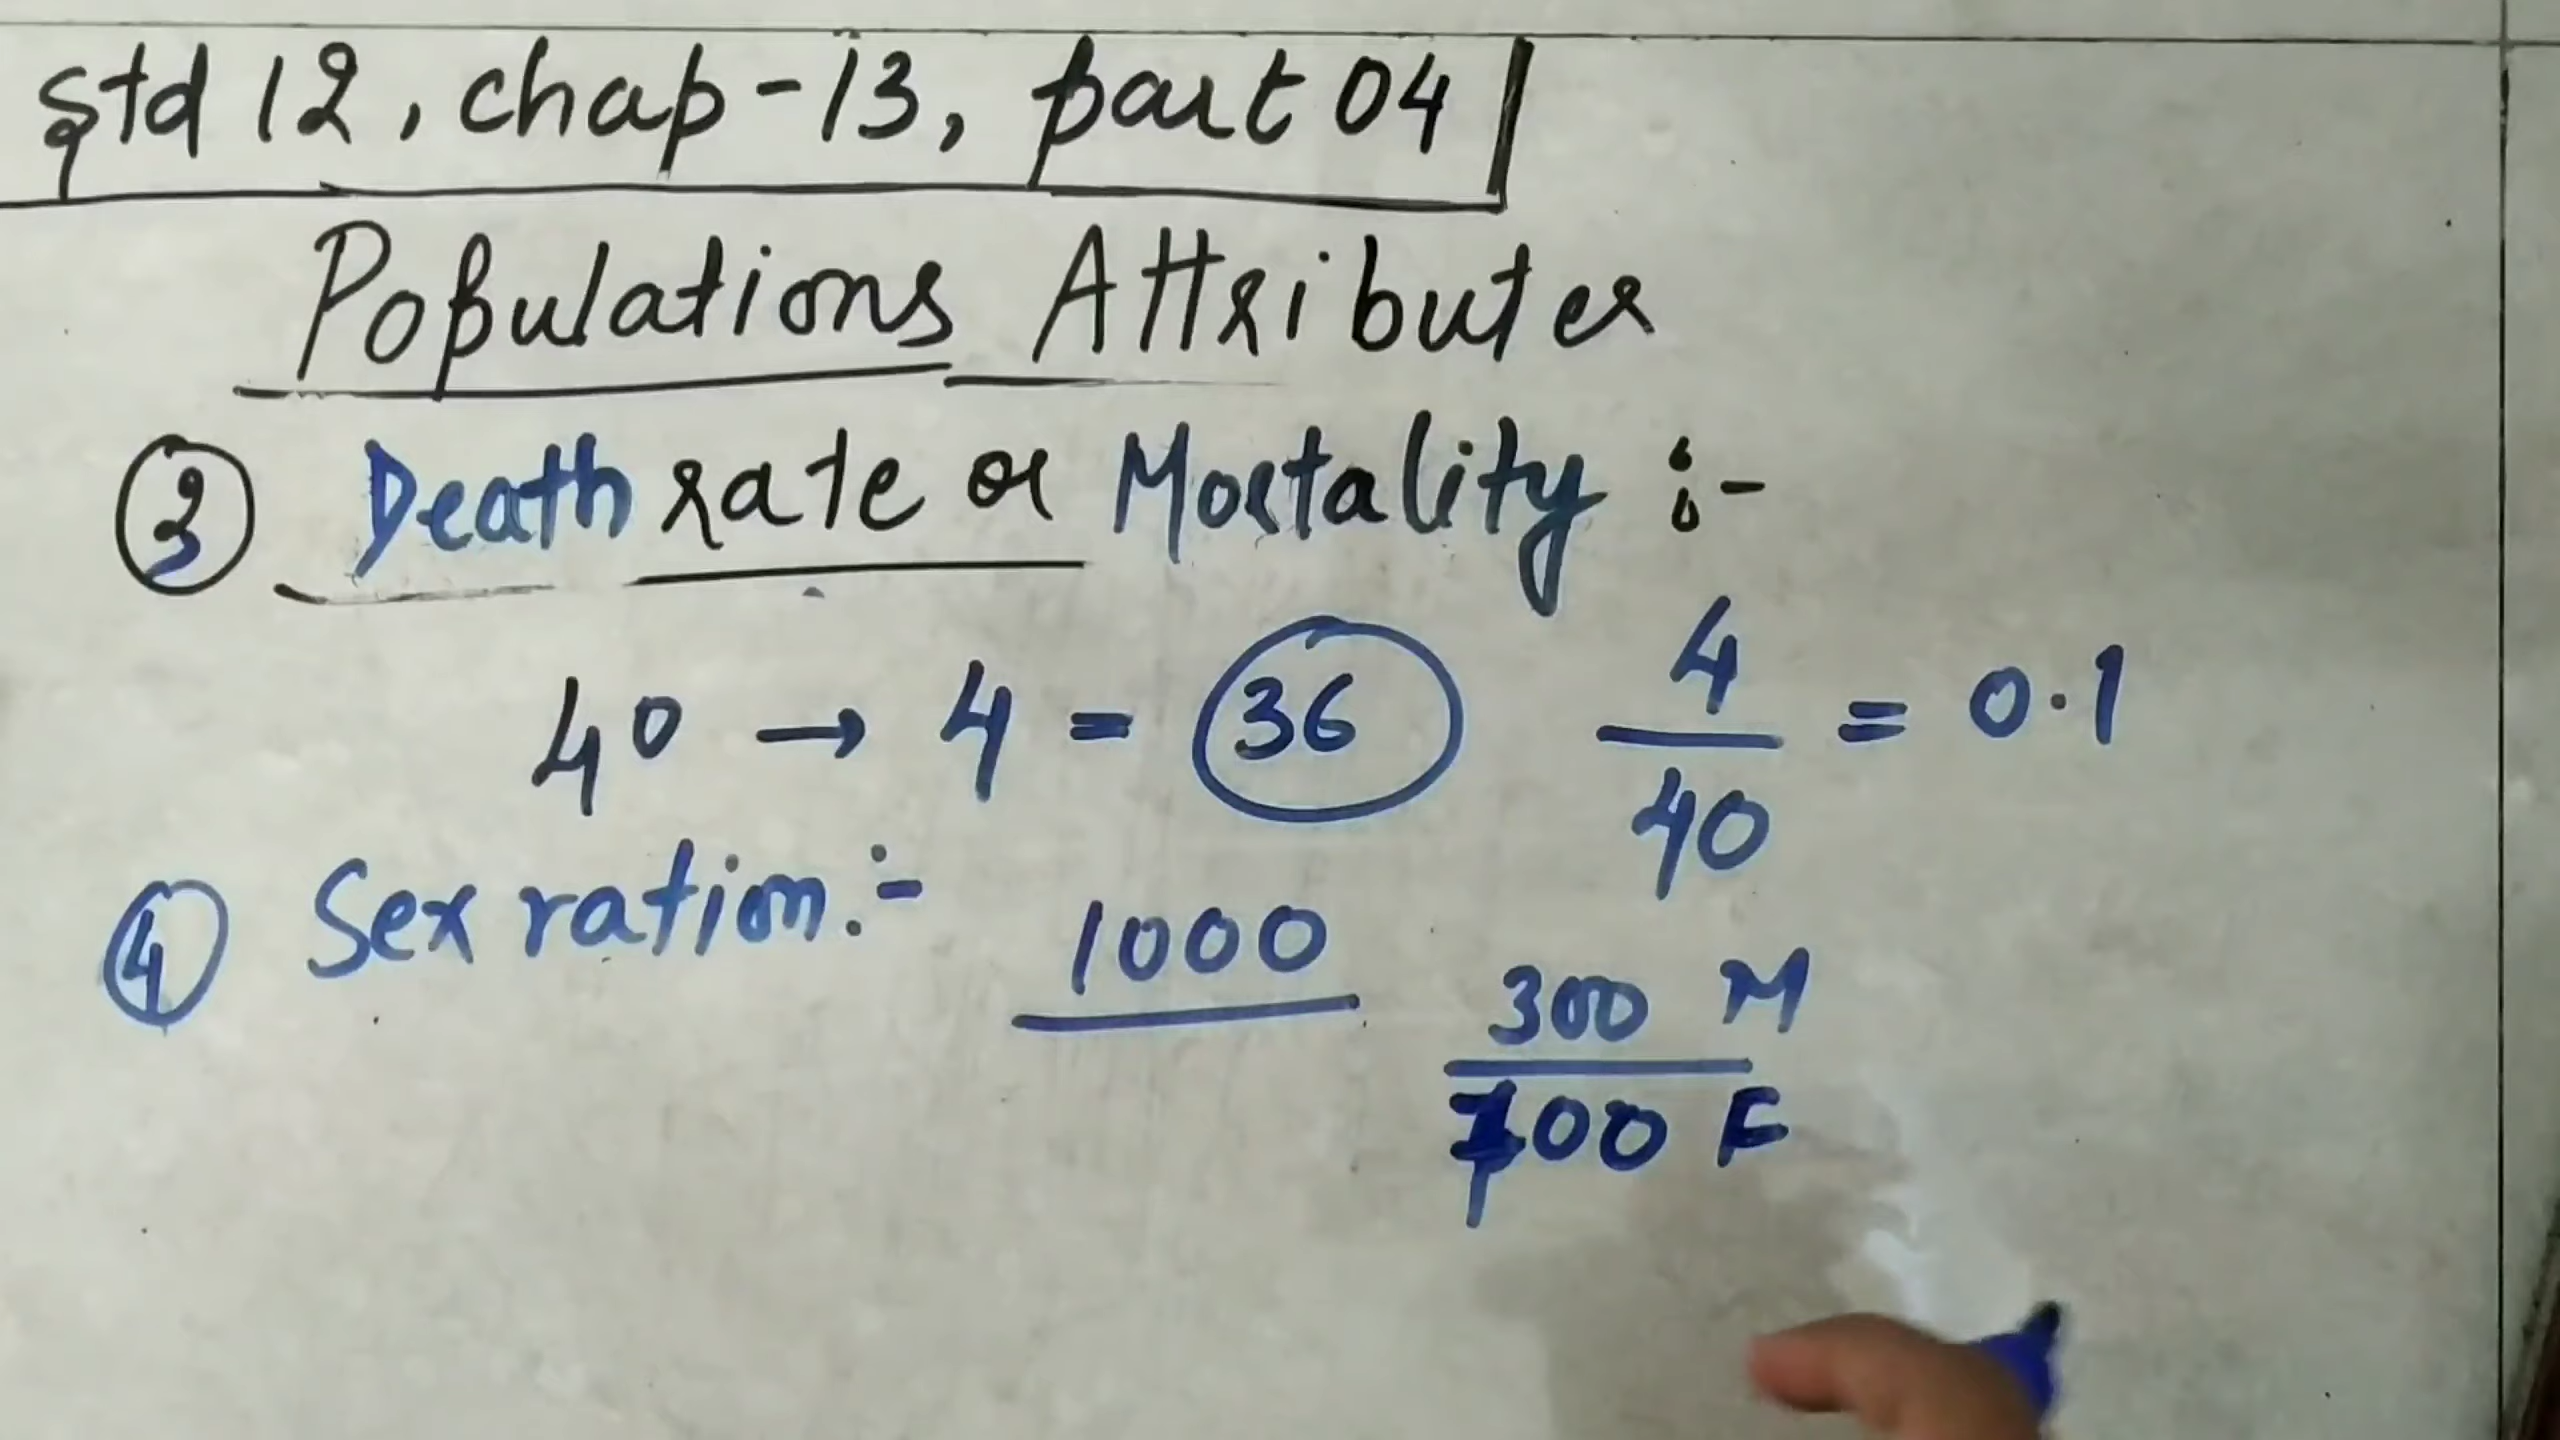 std 12, chap-13, part 04
Populations Attributes
3 Death rate or Mortality :-
40 → 4 = 36 4/40 = 0.1
4 Sex ration :- 1000
300 M
700 F